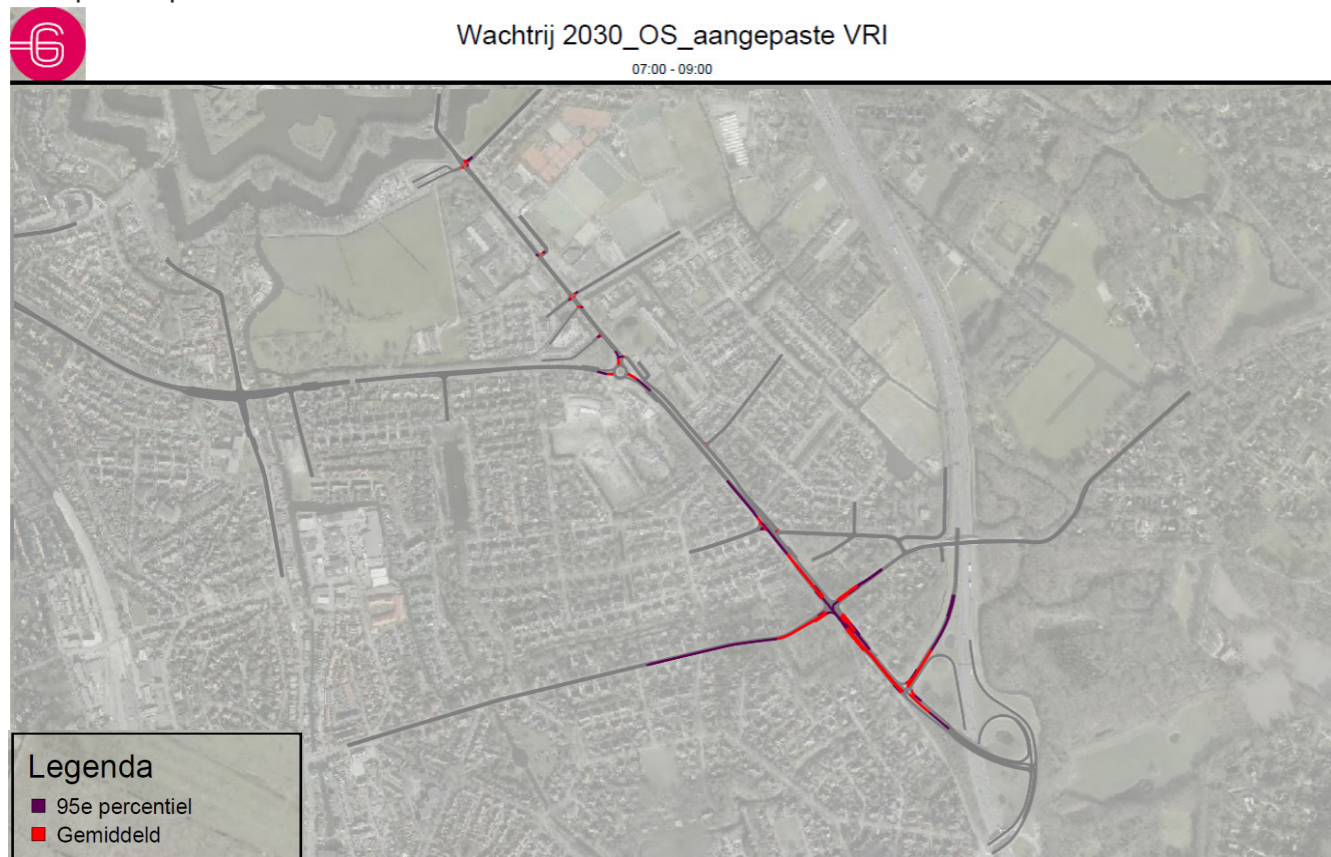 Wachtrij 2030_OS_aangepaste VRI
07:00 - 09:00
Legenda
95e percentiel
Gemiddeld